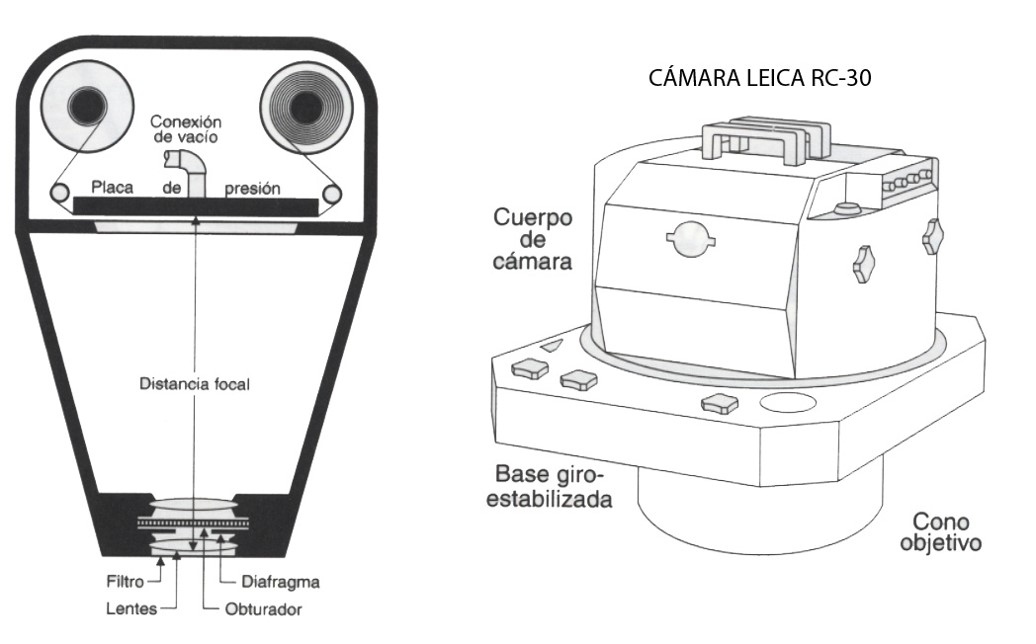 Conexión
de vacío
Placa de presión
Distancia focal
Filtro
Diafragma
Lentes
Obturador
CÁMARA LEICA RC-30
Cuerpo
de
cámara
Base giro-
estabilizada
Cono
objetivo